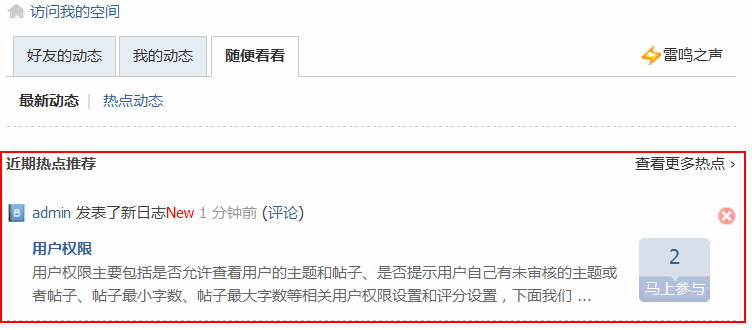 访问我的空间
好友的动态 我的动态 随便看看 雷鸣之声
最新动态 | 热点动态
近期热点推荐 查看更多热点 ›
B admin 发表了新日志New 1 分钟前 (评论)
用户权限
用户权限主要包括是否允许查看用户的主题和帖子、是否提示用户自己有未审核的主题或
者帖子、帖子最小字数、帖子最大字数等相关用户权限设置和评分设置，下面我们 ...
2
马上参与